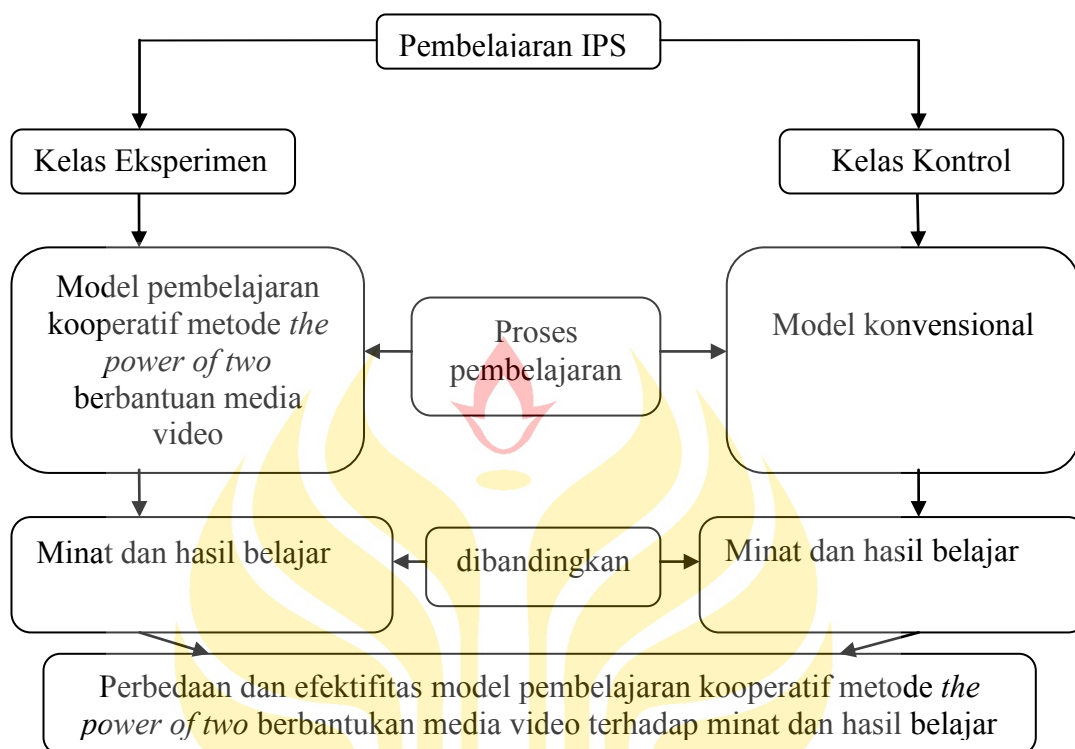 Pembelajaran IPS
Kelas Eksperimen
Kelas Kontrol
Model pembelajaran
kooperatif metode the
power of two
berbantuan media
video
Proses
pembelajaran
Model konvensional
Minat dan hasil belajar
dibandingkan
Minat dan hasil belajar
Perbedaan dan efektifitas model pembelajaran kooperatif metode the
power of two berbantukan media video terhadap minat dan hasil belajar